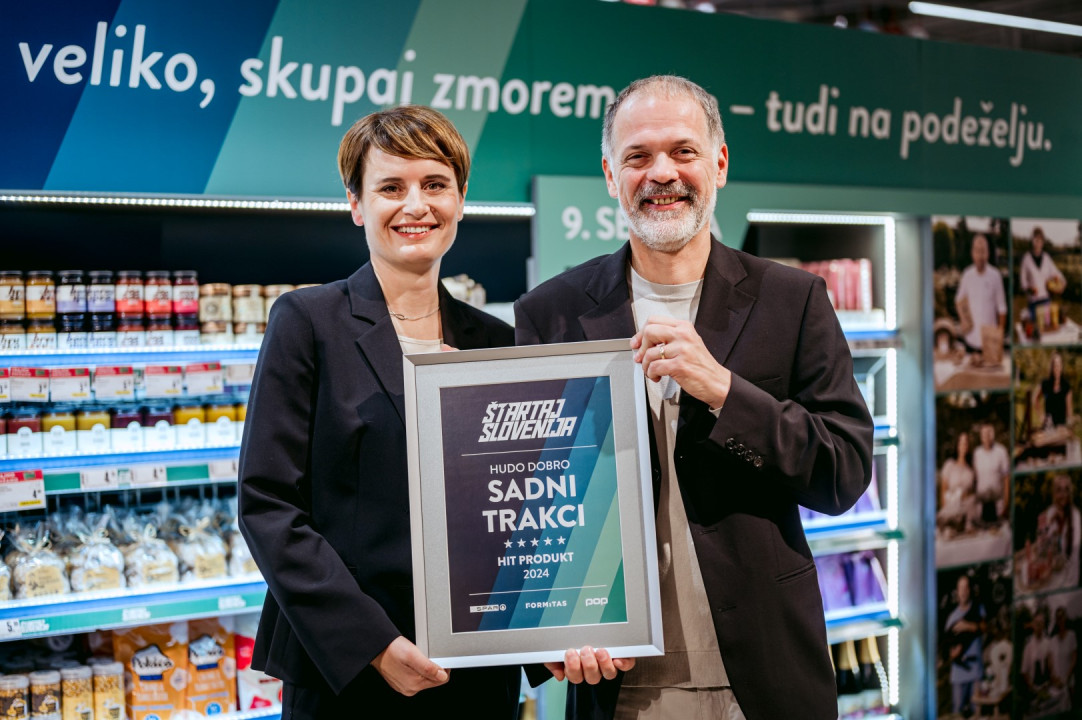 veliko, skupaj zmorem – tudi na podeželju.
9. SE
ŠTARTAJ
SLOVENIJA
HUDO DOBRO
SADNI
TRAKCI
HIT PRODUKT
2024
SPAR
FORMITAS
POP